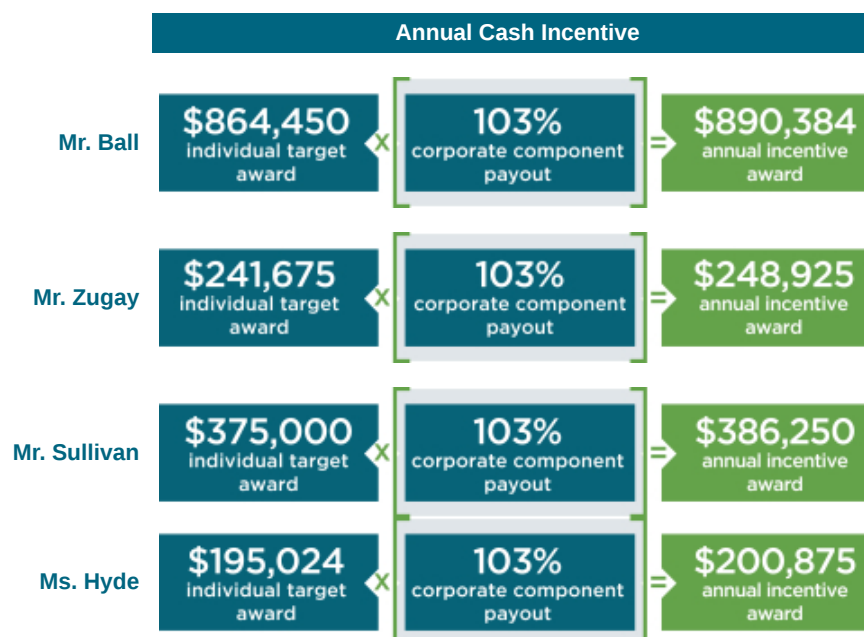 Annual Cash Incentive
Mr. Ball
$864,450
individual target
award
x
103%
corporate component
payout
=
$890,384
annual incentive
award
Mr. Zugay
$241,675
individual target
award
x
103%
corporate component
payout
=
$248,925
annual incentive
award
Mr. Sullivan
$375,000
individual target
award
x
103%
corporate component
payout
=
$386,250
annual incentive
award
Ms. Hyde
$195,024
individual target
award
x
103%
corporate component
payout
=
$200,875
annual incentive
award